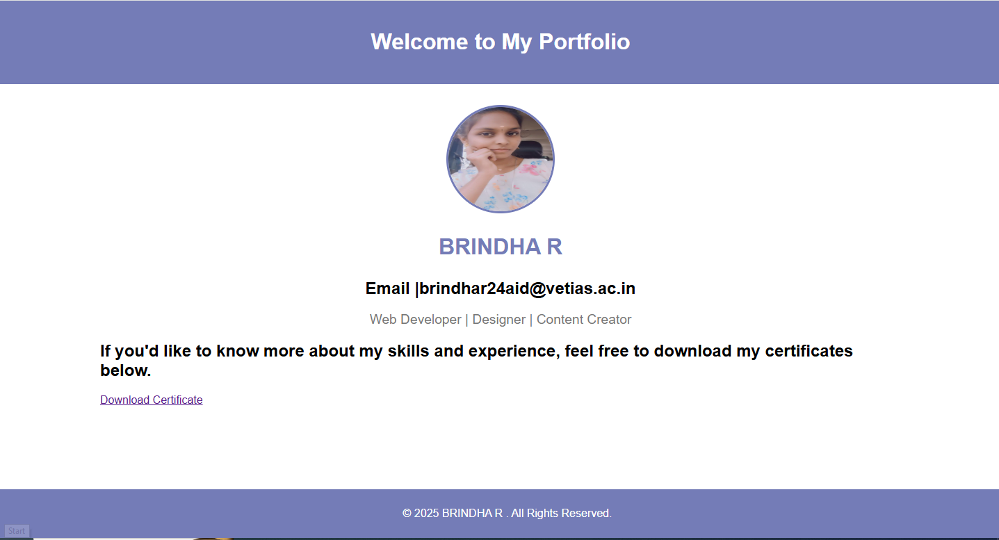 Welcome to My Portfolio
BRINDHA R
Email |brindhar24aid@vetias.ac.in
Web Developer | Designer | Content Creator
If you'd like to know more about my skills and experience, feel free to download my certificates
below.
Download Certificate
© 2025 BRINDHA R . All Rights Reserved.
Start